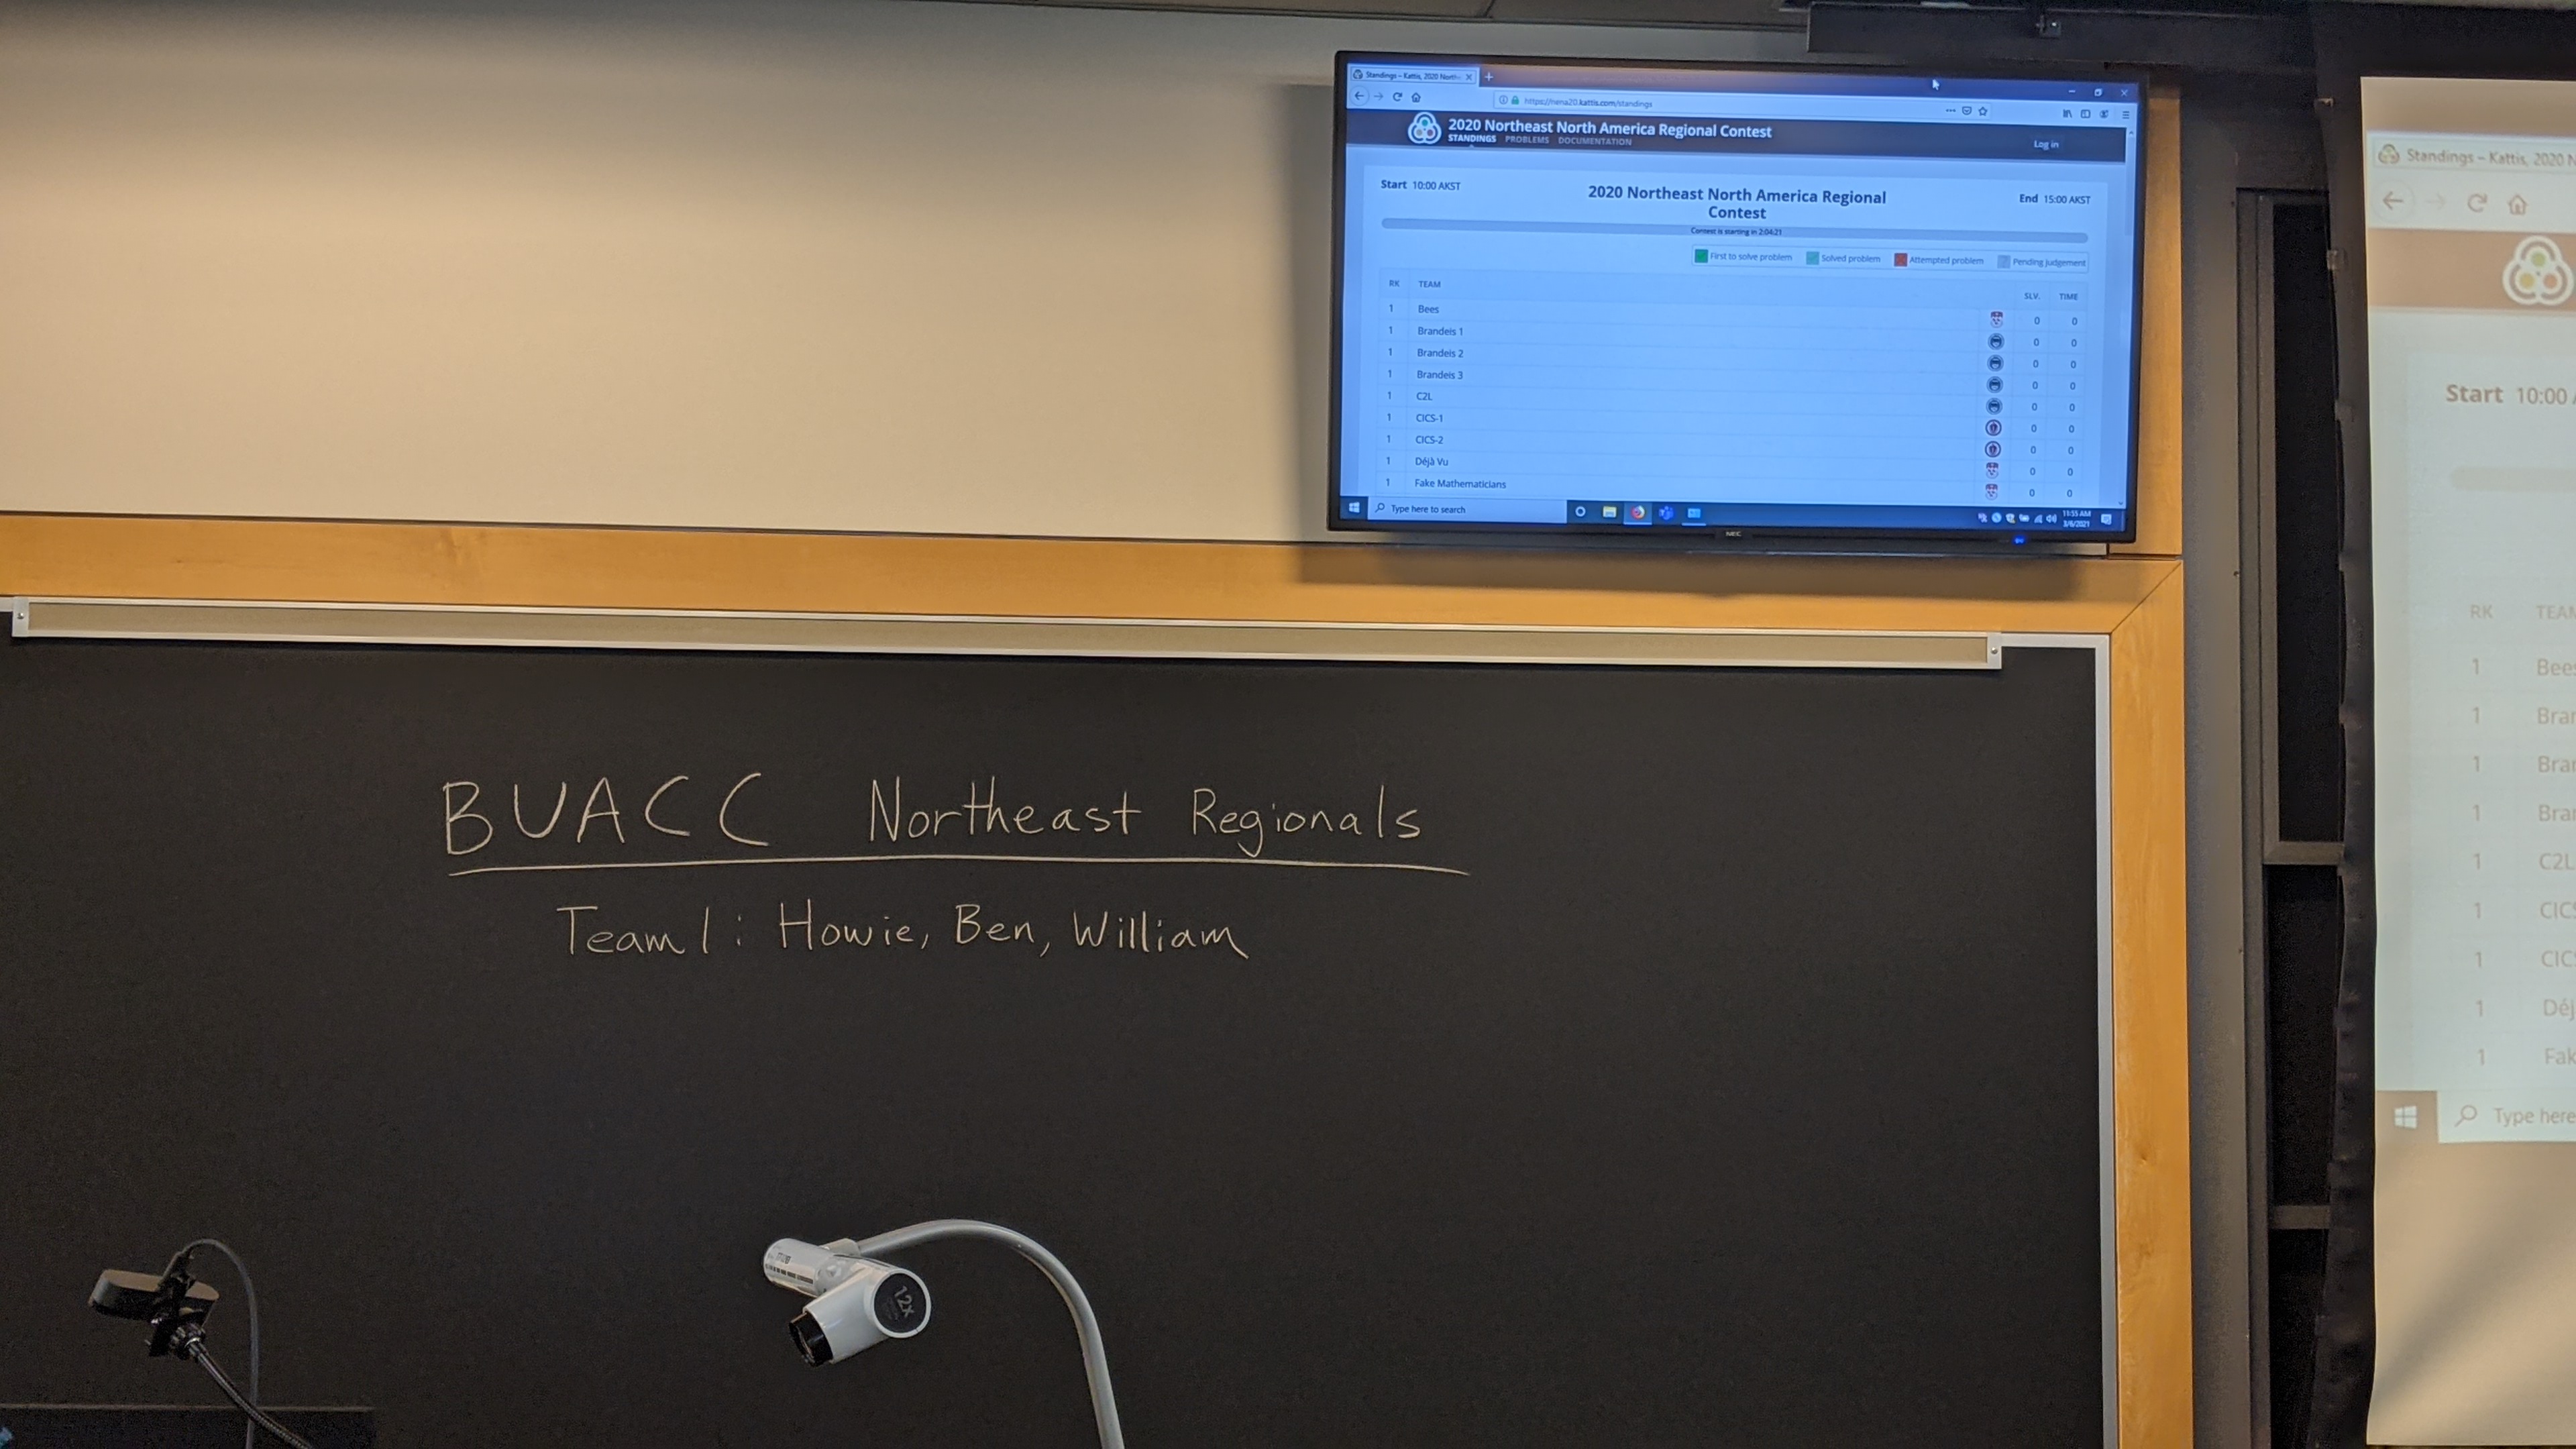 Standings – Kattis, 2020 North
https://nena20.kattis.com/standings
2020 Northeast North America Regional Contest
STANDINGS PROBLEMS DOCUMENTATION
Log in
Start 10:00 AKST
2020 Northeast North America Regional
Contest
End 15:00 AKST
Contest is starting in 2:04:21
First to solve problem Solved problem Attempted problem Pending judgement
RK TEAM SLV. TIME
1 Bees 0 0
1 Brandeis 1 0 0
1 Brandeis 2 0 0
1 Brandeis 3 0 0
1 C2L 0 0
1 CICS-1 0 0
1 CICS-2 0 0
1 Déjà Vu 0 0
1 Fake Mathematicians 0 0
Type here to search
11:55 AM
3/6/2021
NEC
BUACC Northeast Regionals
Team 1: Howie, Ben, William
12x
Standings – Kattis, 2020 N
Start 10:00
RK TEAM
1 Bees
1 Bran
1 Bran
1 Bran
1 C2L
1 CICS
1 CICS
1 Déj
1 Fak
Type here